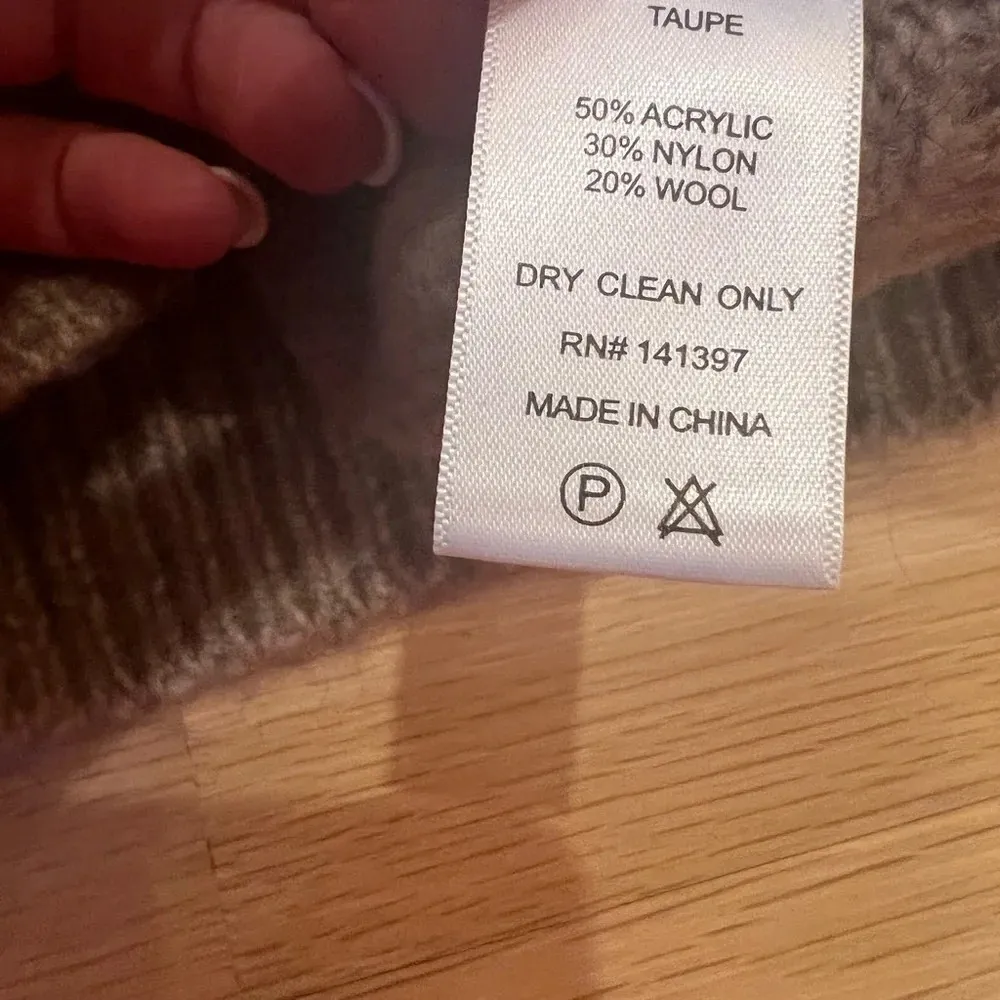 TAUPE
50% ACRYLIC
30% NYLON
20% WOOL
DRY CLEAN ONLY
RN# 141397
MADE IN CHINA
P